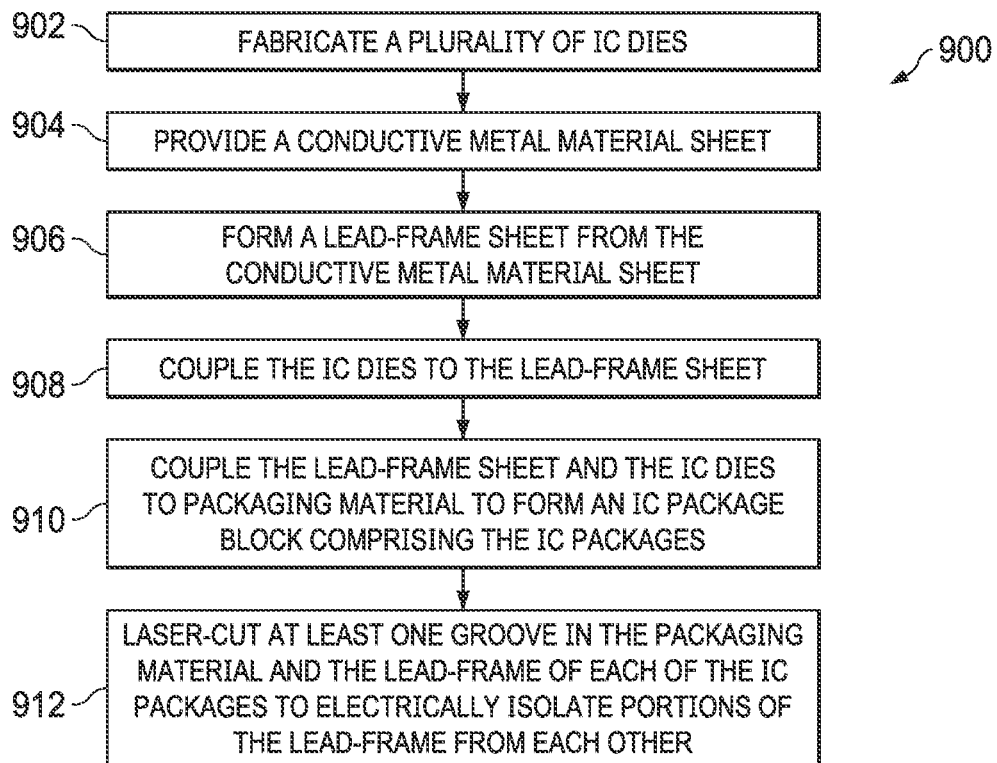 902
FABRICATE A PLURALITY OF IC DIES
900
904
PROVIDE A CONDUCTIVE METAL MATERIAL SHEET
906
FORM A LEAD-FRAME SHEET FROM THE
CONDUCTIVE METAL MATERIAL SHEET
908
COUPLE THE IC DIES TO THE LEAD-FRAME SHEET
910
COUPLE THE LEAD-FRAME SHEET AND THE IC DIES
TO PACKAGING MATERIAL TO FORM AN IC PACKAGE
BLOCK COMPRISING THE IC PACKAGES
912
LASER-CUT AT LEAST ONE GROOVE IN THE PACKAGING
MATERIAL AND THE LEAD-FRAME OF EACH OF THE IC
PACKAGES TO ELECTRICALLY ISOLATE PORTIONS OF
THE LEAD-FRAME FROM EACH OTHER